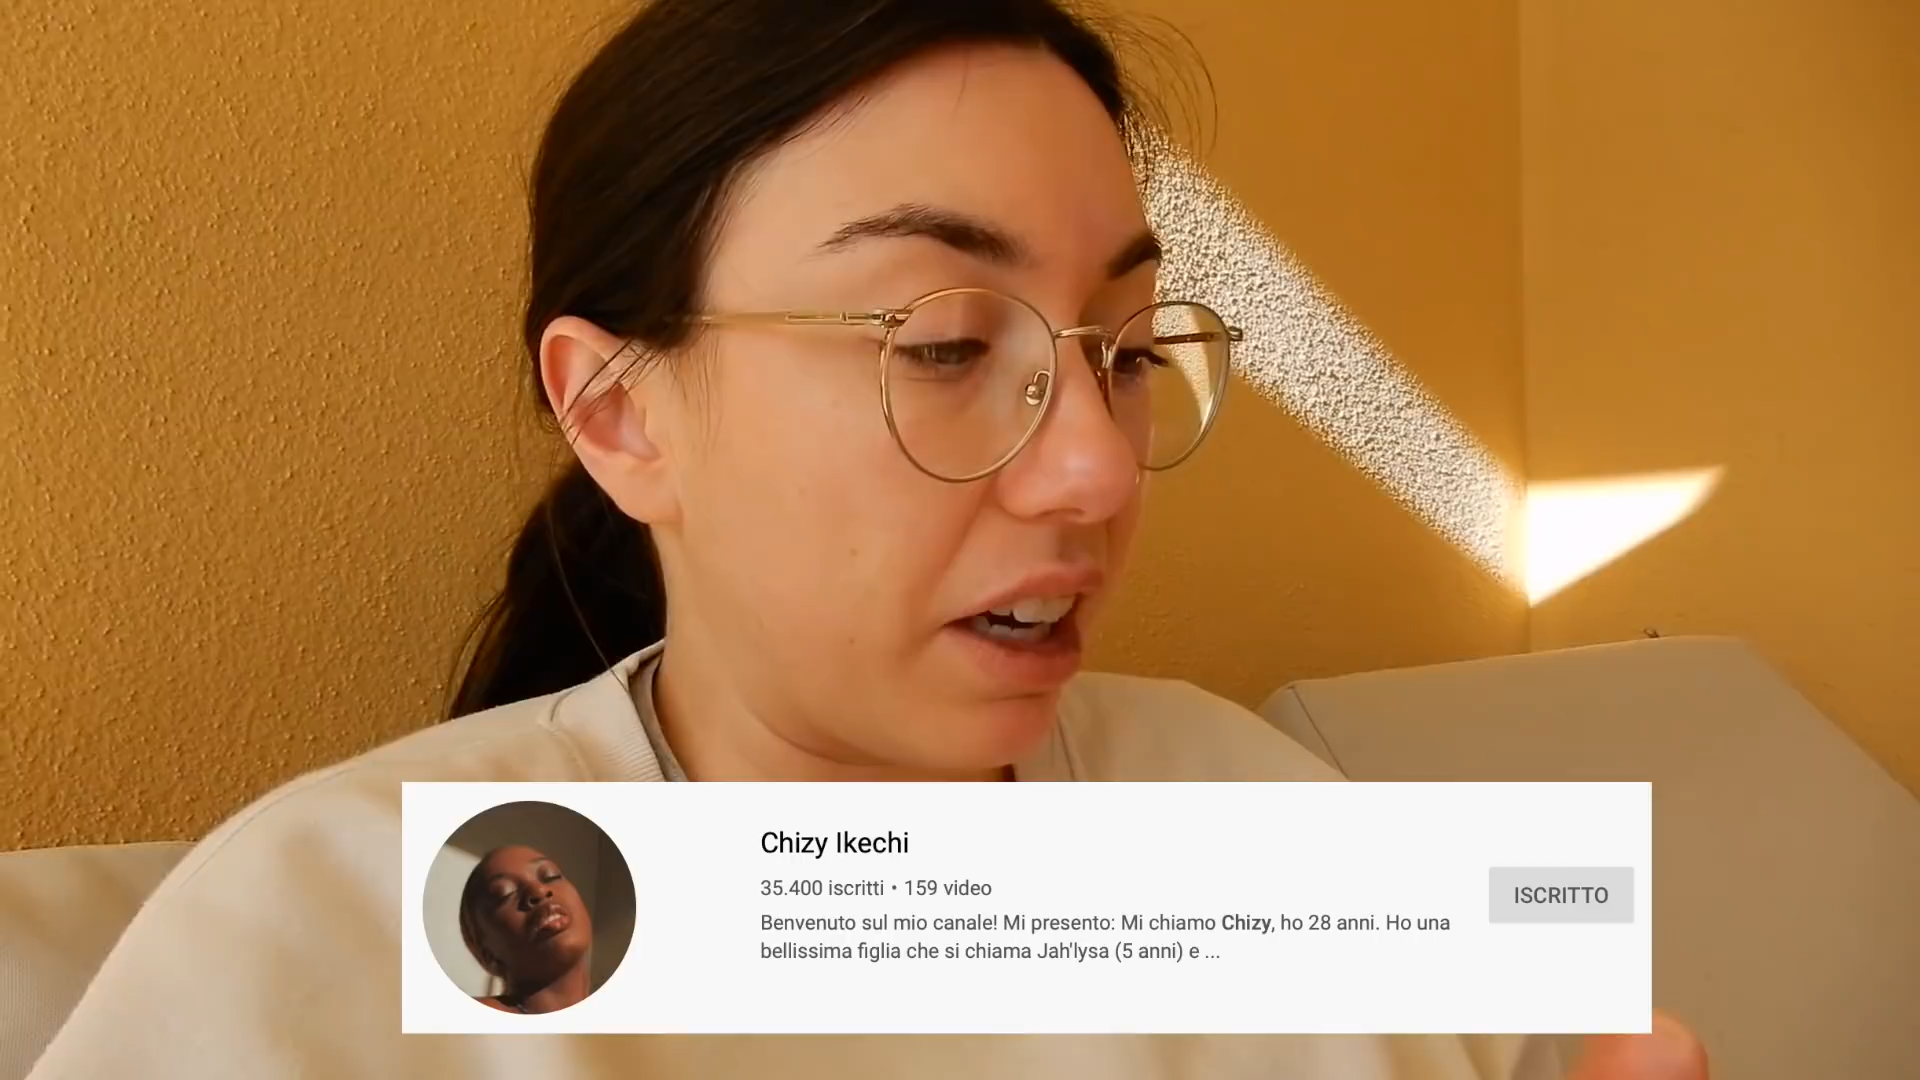 Chizy Ikechi
35.400 iscritti • 159 video
Benvenuto sul mio canale! Mi presento: Mi chiamo Chizy, ho 28 anni. Ho una
bellissima figlia che si chiama Jah'lysa (5 anni) e ...
ISCRITTO